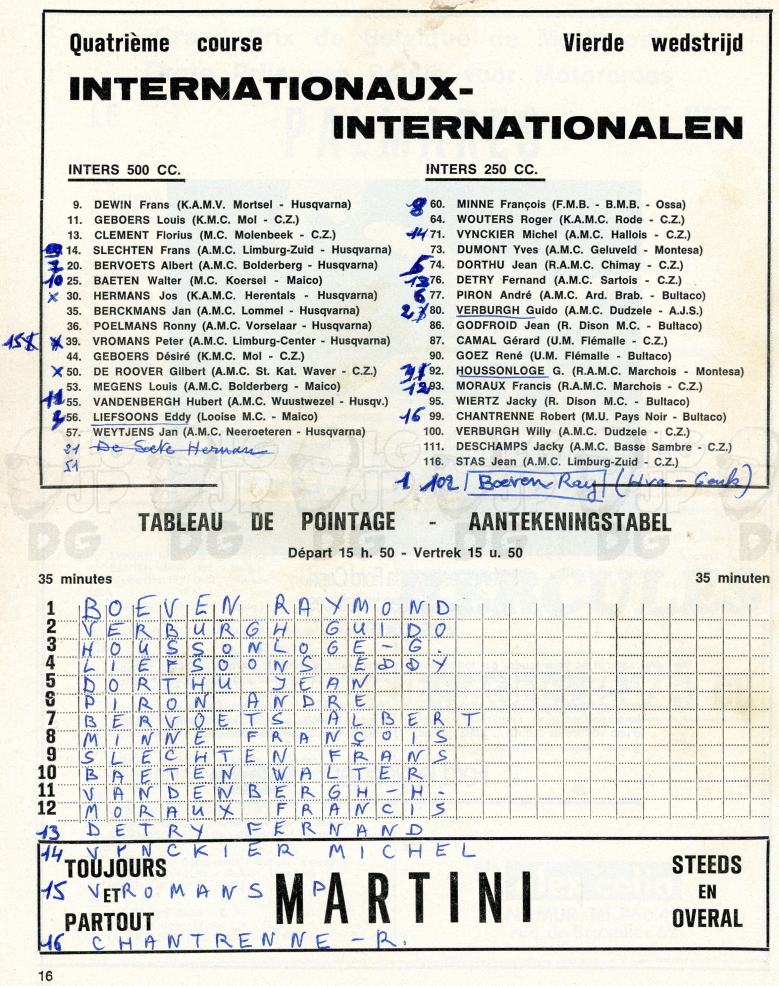 Quatrième course
Vierde wedstrijd
INTERNATIONAUX-
INTERNATIONALEN
INTERS 500 CC.
9. DEWIN Frans (K.A.M.V. Mortsel - Husqvarna)
11. GEBOERS Louis (K.M.C. Mol - C.Z.)
13. CLEMENT Florius (M.C. Molenbeek - C.Z.)
9 14. SLECHTEN Frans (A.M.C. Limburg-Zuid - Husqvarna)
7 20. BERVOETS Albert (A.M.C. Bolderberg - Husqvarna)
10 25. BAETEN Walter (M.C. Koersel - Maico)
x 30. HERMANS Jos (K.A.M.C. Herentals - Husqvarna)
35. BERCKMANS Jan (A.M.C. Lommel - Husqvarna)
36. POELMANS Ronny (A.M.C. Vorselaar - Husqvarna)
15 x 39. VROMANS Peter (A.M.C. Limburg-Center - Husqvarna)
44. GEBOERS Désiré (K.M.C. Mol - C.Z.)
x 50. DE ROOVER Gilbert (A.M.C. St. Kat. Waver - C.Z.)
53. MEGENS Louis (A.M.C. Bolderberg - Maico)
11 55. VANDENBERGH Hubert (A.M.C. Wuustwezel - Husqv.)
4 56. LIEFSOONS Eddy (Looise M.C. - Maico)
57. WEYTJENS Jan (A.M.C. Neeroeteren - Husqvarna)
21 De Soete Herman
51
INTERS 250 CC.
8 60. MINNE François (F.M.B. - B.M.B. - Ossa)
64. WOUTERS Roger (K.A.M.C. Rode - C.Z.)
14 71. VYNCKIER Michel (A.M.C. Hallois - C.Z.)
73. DUMONT Yves (A.M.C. Geluveld - Montesa)
5 74. DORTHU Jean (R.A.M.C. Chimay - C.Z.)
13 76. DETRY Fernand (A.M.C. Sartois - C.Z.)
6 77. PIRON André (A.M.C. Ard. Brab. - Bultaco)
2 80. VERBURGH Guido (A.M.C. Dudzele - A.J.S.)
86. GODFROID Jean (R. Dison M.C. - Bultaco)
87. CAMAL Gérard (U.M. Flémalle - C.Z.)
90. GOEZ René (U.M. Flémalle - Bultaco)
3 92. HOUSSONLOGE G. (R.A.M.C. Marchois - Montesa)
12 93. MORAUX Francis (R.A.M.C. Marchois - C.Z.)
95. WIERTZ Jacky (R. Dison M.C. - Bultaco)
16 99. CHANTRENNE Robert (M.U. Pays Noir - Bultaco)
100. VERBURGH Willy (A.M.C. Dudzele - C.Z.)
111. DESCHAMPS Jacky (A.M.C. Basse Sambre - C.Z.)
116. STAS Jean (A.M.C. Limburg-Zuid - C.Z.)
1 102 Boeven Ray (Hva - Genk)
TABLEAU DE POINTAGE - AANTEKENINGSTABEL
Départ 15 h. 50 - Vertrek 15 u. 50
35 minutes
35 minuten
1 BOEVEN RAYMOND
2 VERBURGH GUIDO
3 HOUSSONLOGE-G.
4 LIEFSOONS EDDY
5 DORTHU JEAN
6 PIRON ANDRE
7 BERVOETS ALBERT
8 MINNE FRANÇOIS
9 SLECHTEN FRANS
10 BAETEN WALTER
11 VANDENBERGH-H.
12 MORAUX FRANCIS
13 DETRY FERNAND
14 VYNCKIER MICHEL
15 VROMANS P
16 CHANTRENNE-R.
TOUJOURS
ET
PARTOUT
MARTINI
STEEDS
EN
OVERAL
16